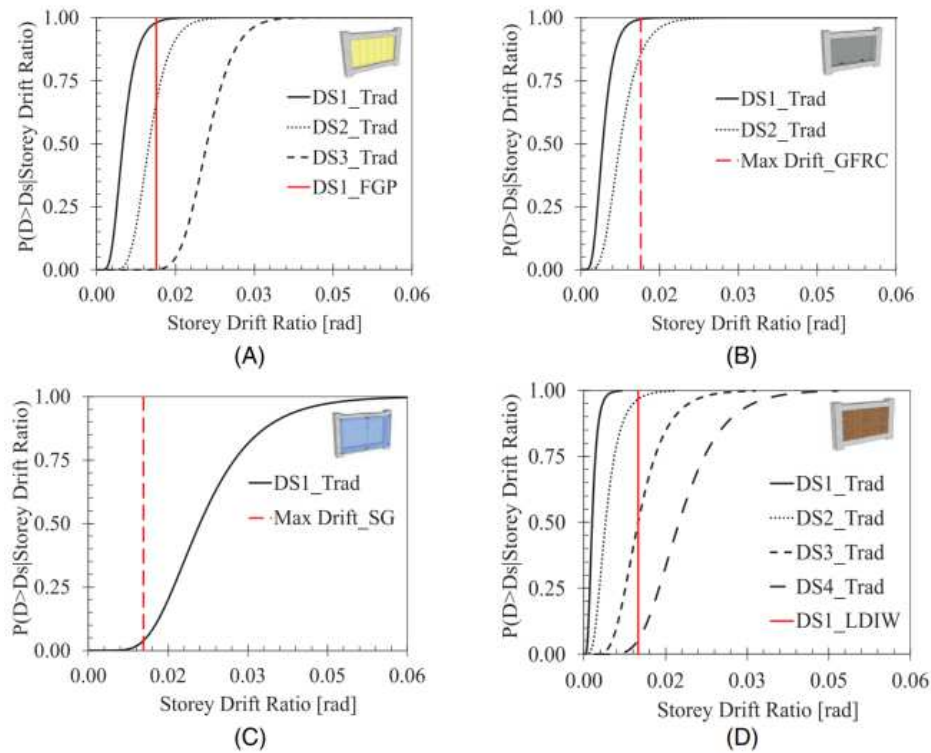 1.00
0.75
0.50
0.25
0.00
P(D>Ds|Storey Drift Ratio)
DS1_Trad
DS2_Trad
DS3_Trad
DS1_FGP
0.00 0.02 0.03 0.05 0.06
Storey Drift Ratio [rad]
(A)
1.00
0.75
0.50
0.25
0.00
P(D>Ds|Storey Drift Ratio)
DS1_Trad
DS2_Trad
Max Drift_GFRC
0.00 0.02 0.03 0.05 0.06
Storey Drift Ratio [rad]
(B)
1.00
0.75
0.50
0.25
0.00
P(D>Ds|Storey Drift Ratio)
DS1_Trad
Max Drift_SG
0.00 0.02 0.03 0.05 0.06
Storey Drift Ratio [rad]
(C)
1.00
0.75
0.50
0.25
0.00
P(D>Ds|Storey Drift Ratio)
DS1_Trad
DS2_Trad
DS3_Trad
DS4_Trad
DS1_LDIW
0.00 0.02 0.03 0.05 0.06
Storey Drift Ratio [rad]
(D)